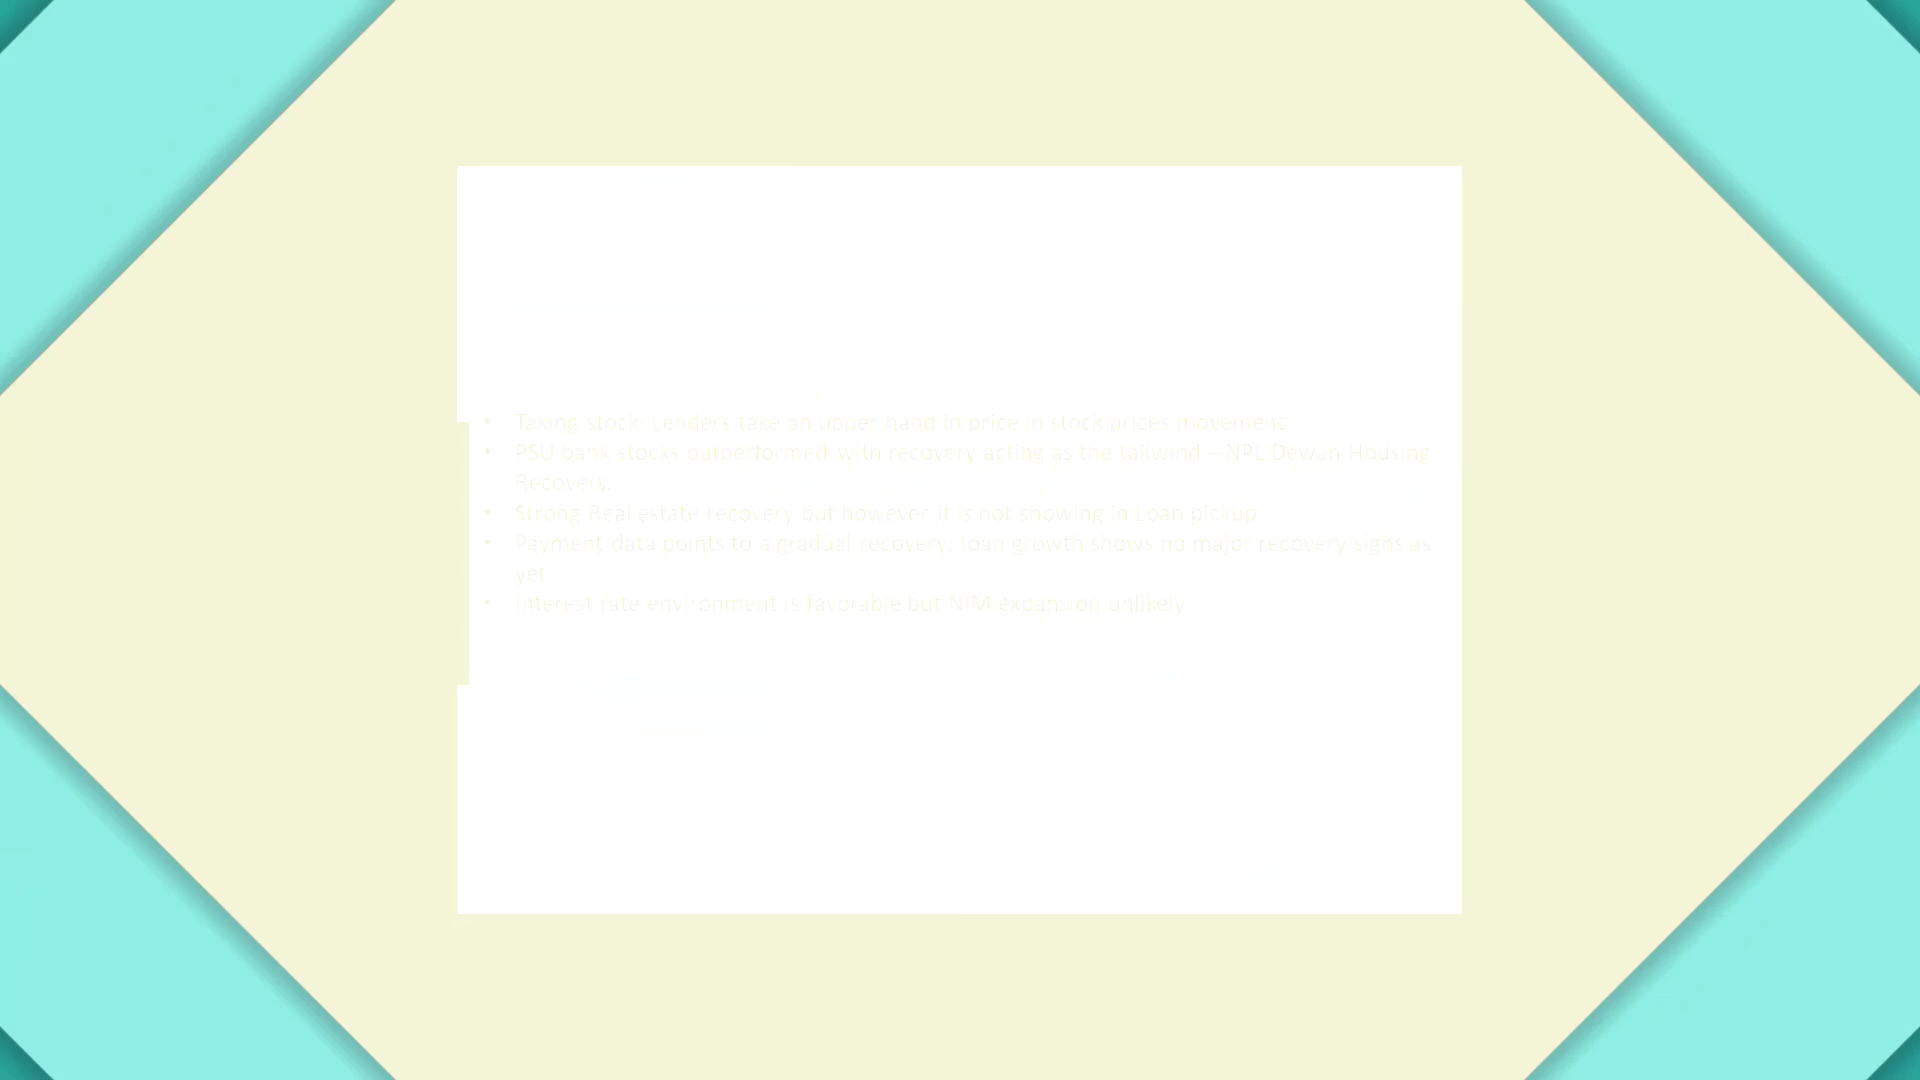 • Taking stock: Lenders take an upper hand in price in stock prices movement
• PSU bank stocks outperformed with recovery acting as the tailwind – NPL Dewan Housing
Recovery.
• Strong Real estate recovery but however it is not showing in Loan pickup
• Payment data points to a gradual recovery; loan growth shows no major recovery signs as
yet
• Interest rate environment is favorable but NIM expansion unlikely